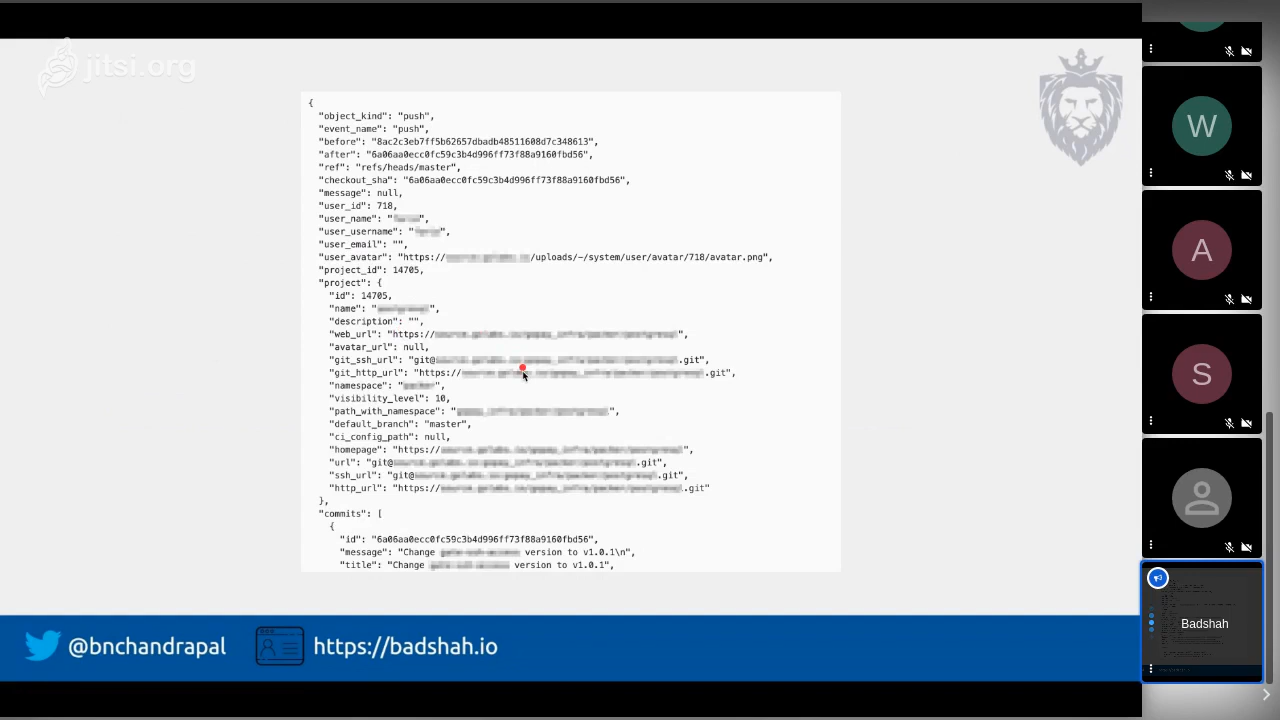 jitsi.org
{
"object_kind": "push",
"event_name": "push",
"before": "8ac2c3eb7ff5b62657dbadb48511608d7c348613",
"after": "6a06aa0ecc0fc59c3b4d996ff73f88a9160fbd56",
"ref": "refs/heads/master",
"checkout_sha": "6a06aa0ecc0fc59c3b4d996ff73f88a9160fbd56",
"message": null,
"user_id": 718,
"user_name": "",
"user_username": "",
"user_email": "",
"user_avatar": "https:///uploads/-/system/user/avatar/718/avatar.png",
"project_id": 14705,
"project": {
"id": 14705,
"name": "",
"description": "",
"web_url": "https://",
"avatar_url": null,
"git_ssh_url": "git@.git",
"git_http_url": "https://.git",
"namespace": "",
"visibility_level": 10,
"path_with_namespace": "",
"default_branch": "master",
"ci_config_path": null,
"homepage": "https://",
"url": "git@.git",
"ssh_url": "git@.git",
"http_url": "https://.git"
},
"commits": [
{
"id": "6a06aa0ecc0fc59c3b4d996ff73f88a9160fbd56",
"message": "Change version to v1.0.1\n",
"title": "Change version to v1.0.1",
@bnchandrapal
https://badshah.io
W
A
S
Badshah